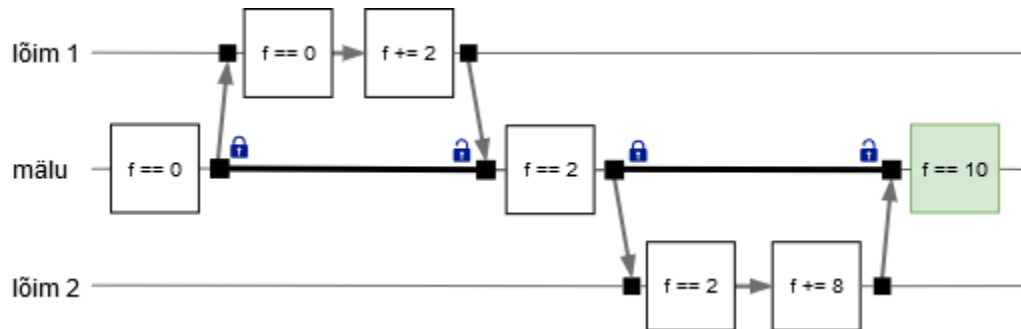 lõim 1
f == 0
f += 2
mälu
f == 0
f == 2
f == 10
lõim 2
f == 2
f += 8